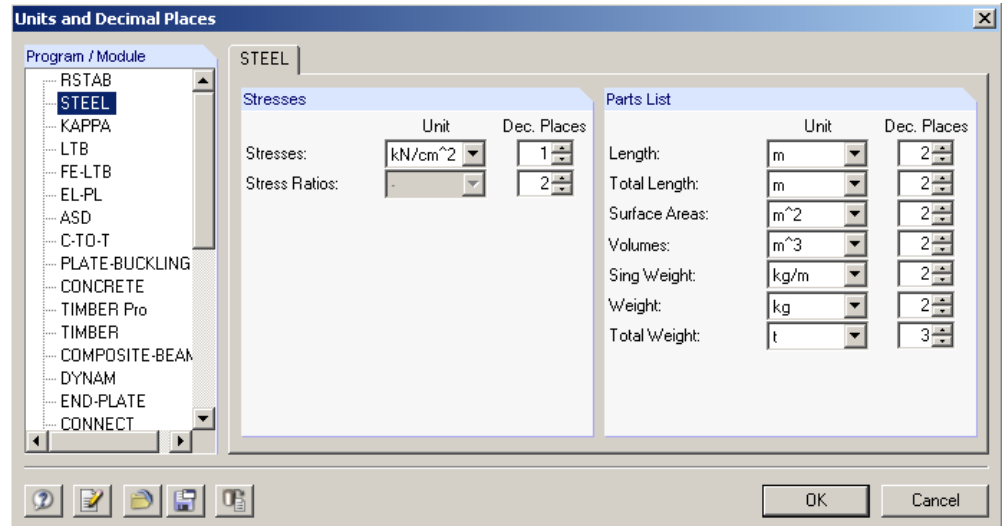 Units and Decimal Places
Program / Module
RSTAB
STEEL
KAPPA
LTB
FE-LTB
EL-PL
ASD
C-TO-T
PLATE-BUCKLING
CONCRETE
TIMBER Pro
TIMBER
COMPOSITE-BEAM
DYNAM
END-PLATE
CONNECT
STEEL
Stresses
Unit Dec. Places
Stresses: kN/cm^2 1
Stress Ratios: - 2
Parts List
Unit Dec. Places
Length: m 2
Total Length: m 2
Surface Areas: m^2 2
Volumes: m^3 2
Sing Weight: kg/m 2
Weight: kg 2
Total Weight: t 3
OK Cancel